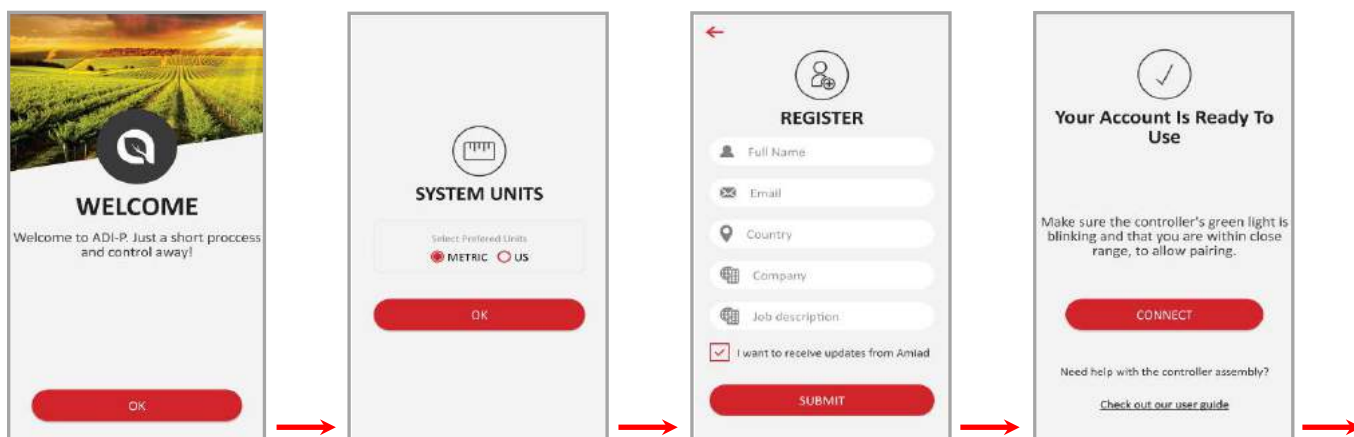 WELCOME
Welcome to ADI-P. Just a short proccess
and control away!
OK
SYSTEM UNITS
Select Prefered Units
METRIC US
OK
REGISTER
Full Name
Email
Country
Company
Job description
I want to receive updates from Amiad
SUBMIT
Your Account Is Ready To
Use
Make sure the controller's green light is
blinking and that you are within close
range, to allow pairing.
CONNECT
Need help with the controller assembly?
Check out our user guide